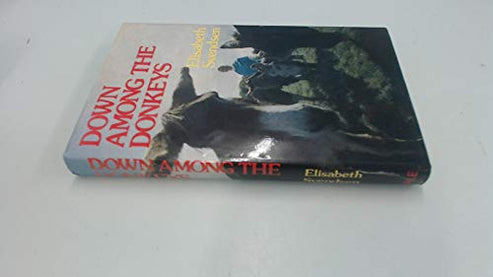 DOWN
AMONG THE
DONKEYS
Elisabeth
Svendsen
DOWN AMONG THE
Elisabeth